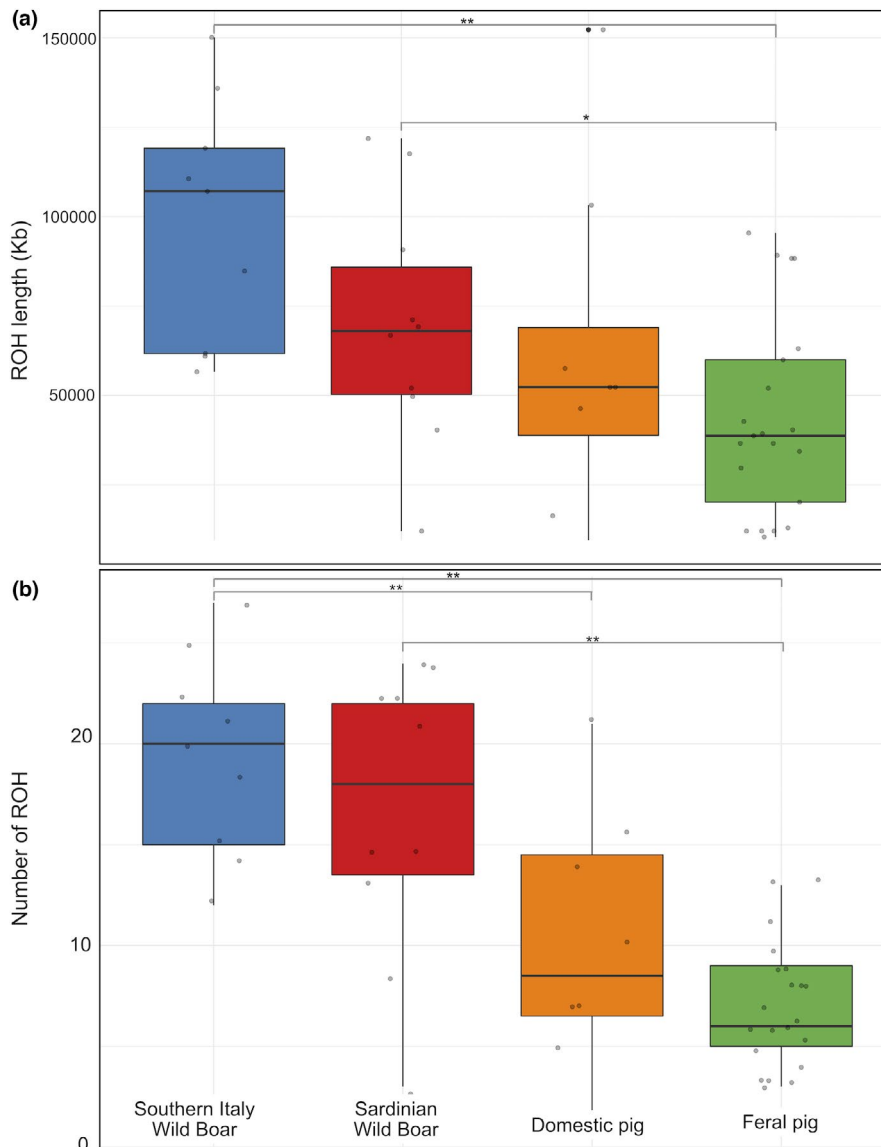 (a)
**
150000
*
100000
ROH length (Kb)
50000
(b)
**
**
**
20
Number of ROH
10
0
Southern Italy
Wild Boar
Sardinian
Wild Boar
Domestic pig
Feral pig